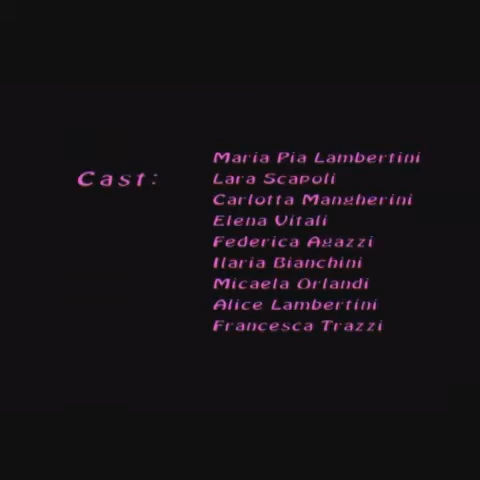 Cast:
Maria Pia Lambertini
Lara Scapoli
Carlotta Mangherini
Elena Vitali
Federica Agazzi
Ilaria Bianchini
Micaela Orlandi
Alice Lambertini
Francesca Trazzi